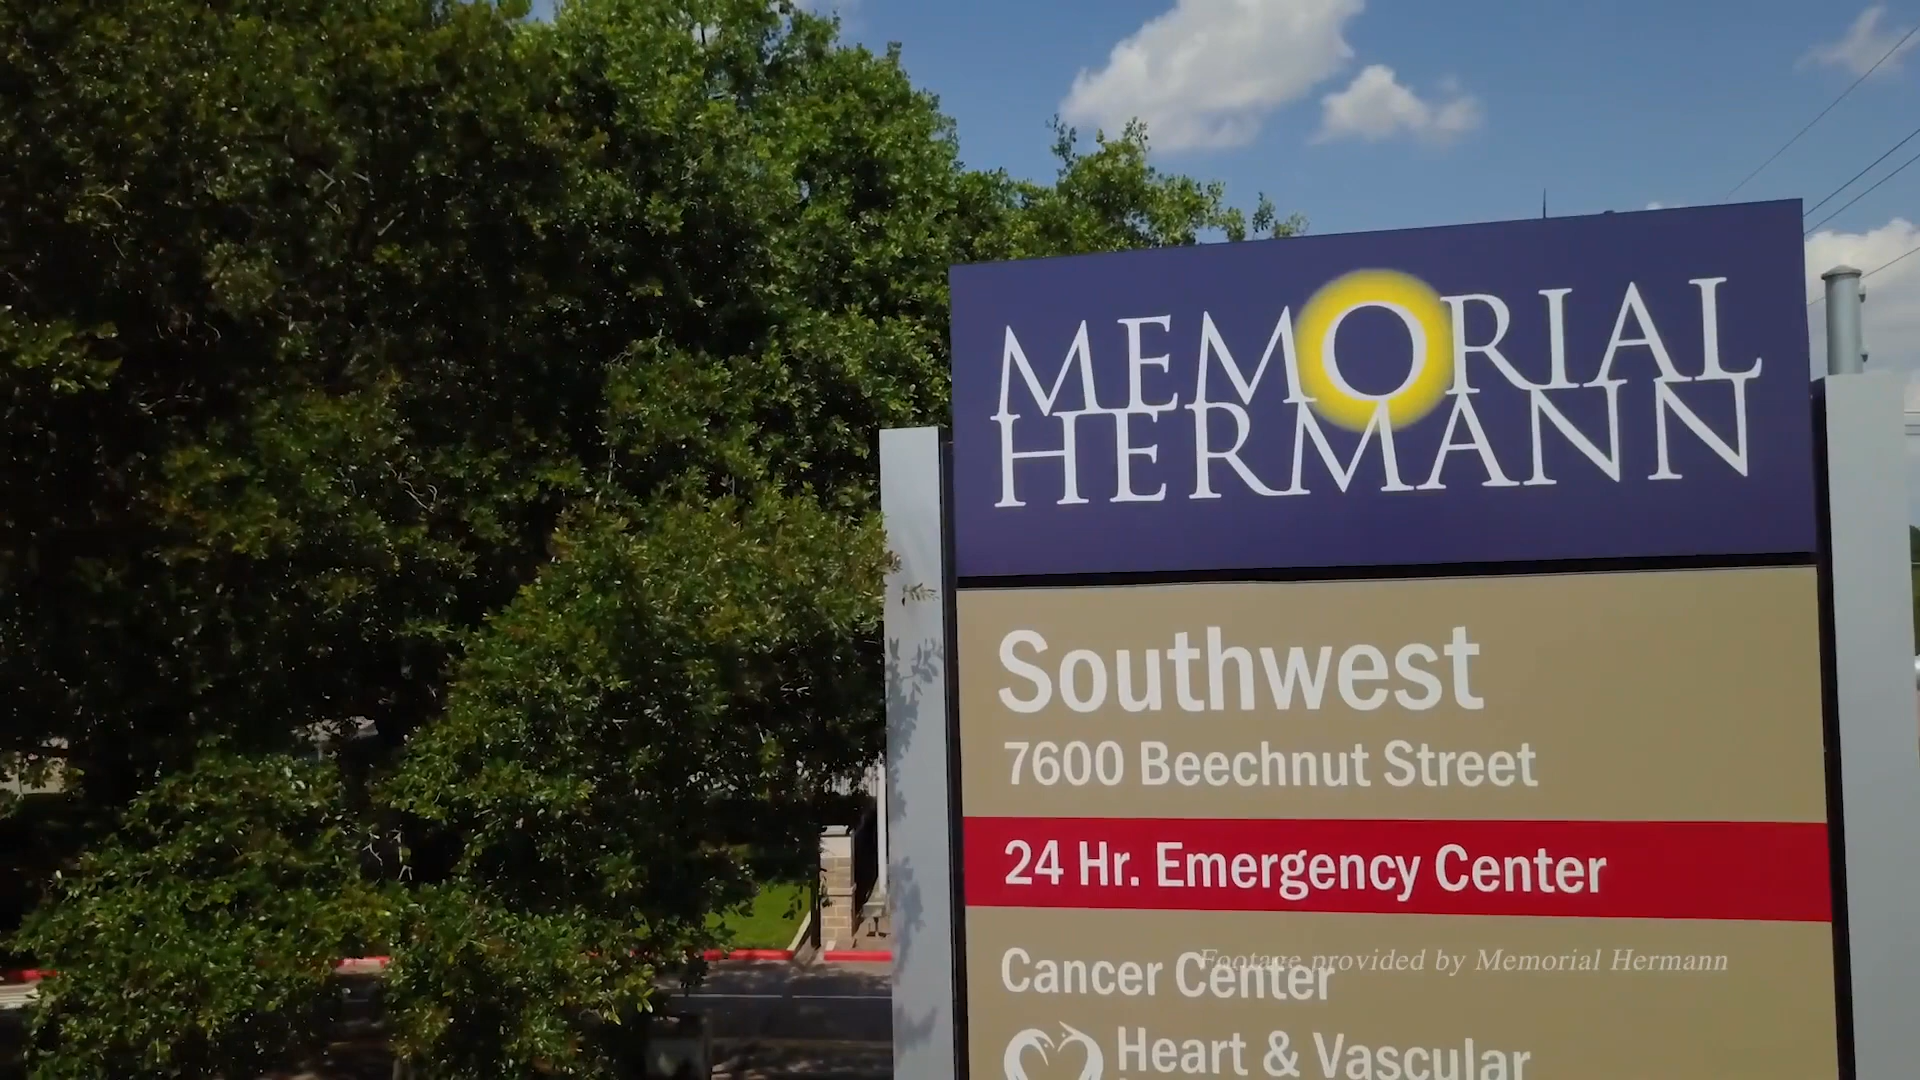 MEMORIAL
HERMANN
Southwest
7600 Beechnut Street
24 Hr. Emergency Center
Cancer Center
Footage provided by Memorial Hermann
Heart & Vascular